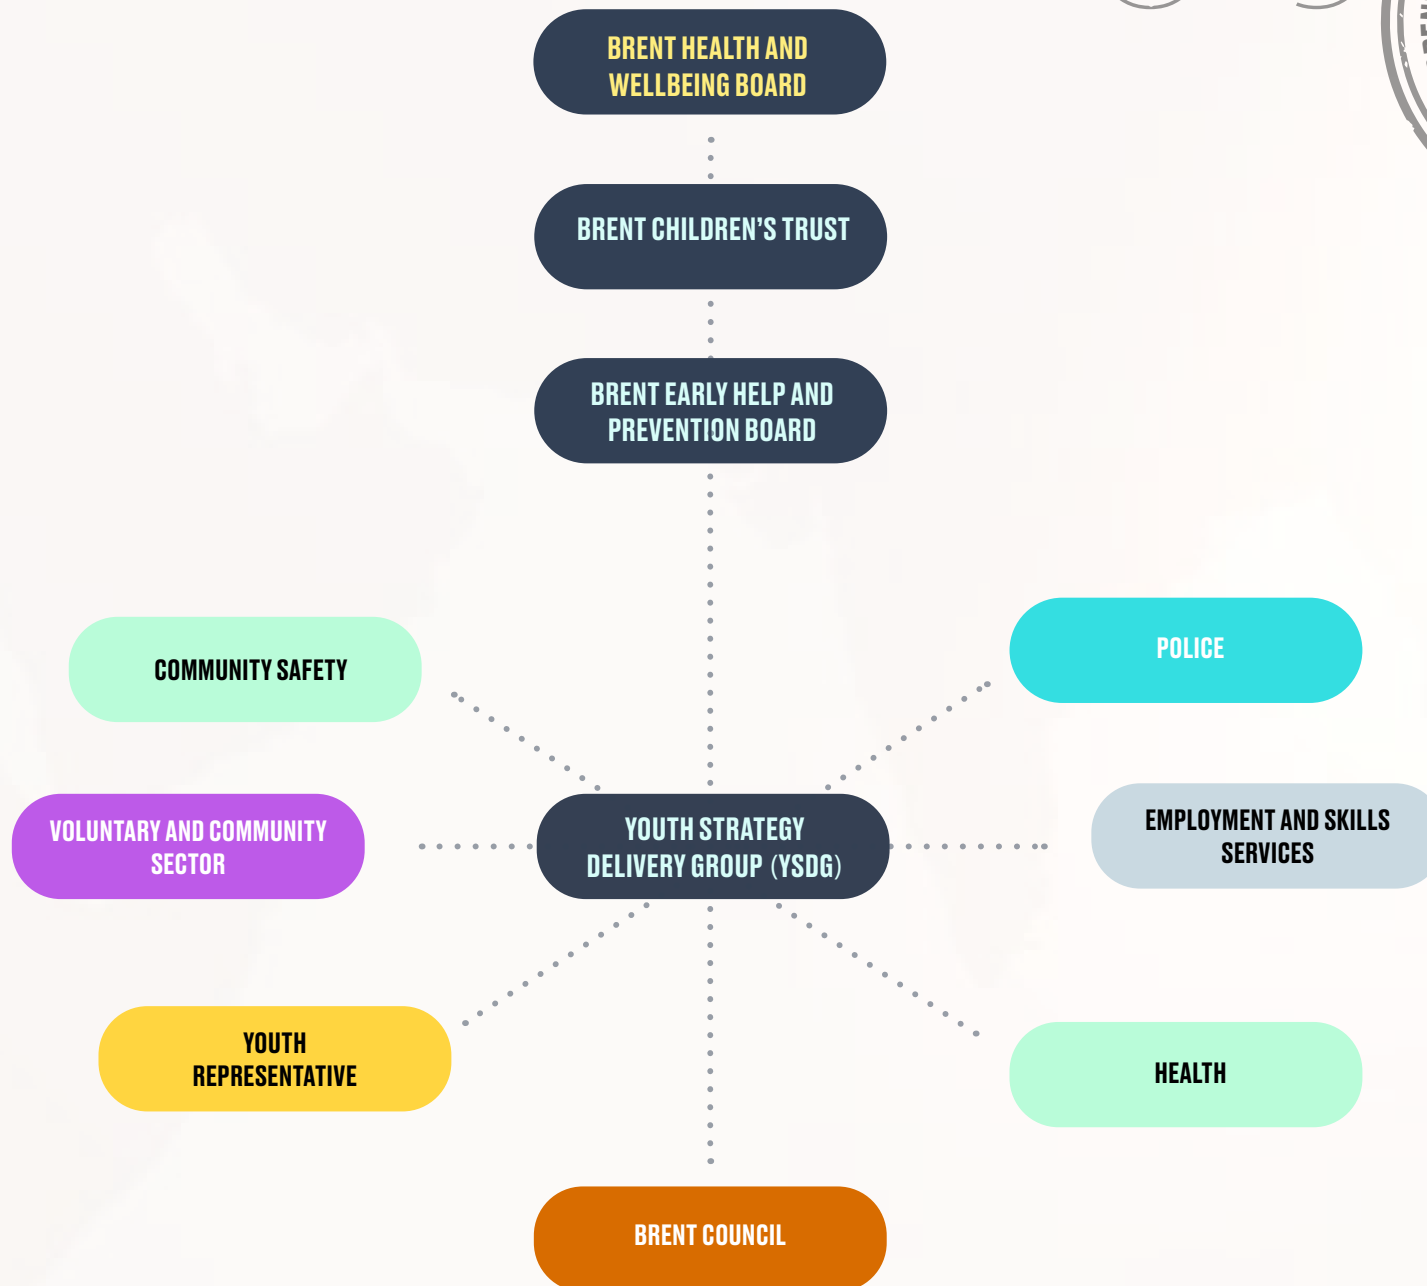 BRENT HEALTH AND
WELLBEING BOARD
BRENT CHILDREN’S TRUST
BRENT EARLY HELP AND
PREVENTION BOARD
COMMUNITY SAFETY
POLICE
VOLUNTARY AND COMMUNITY
SECTOR
YOUTH STRATEGY
DELIVERY GROUP (YSDG)
EMPLOYMENT AND SKILLS
SERVICES
YOUTH
REPRESENTATIVE
HEALTH
BRENT COUNCIL